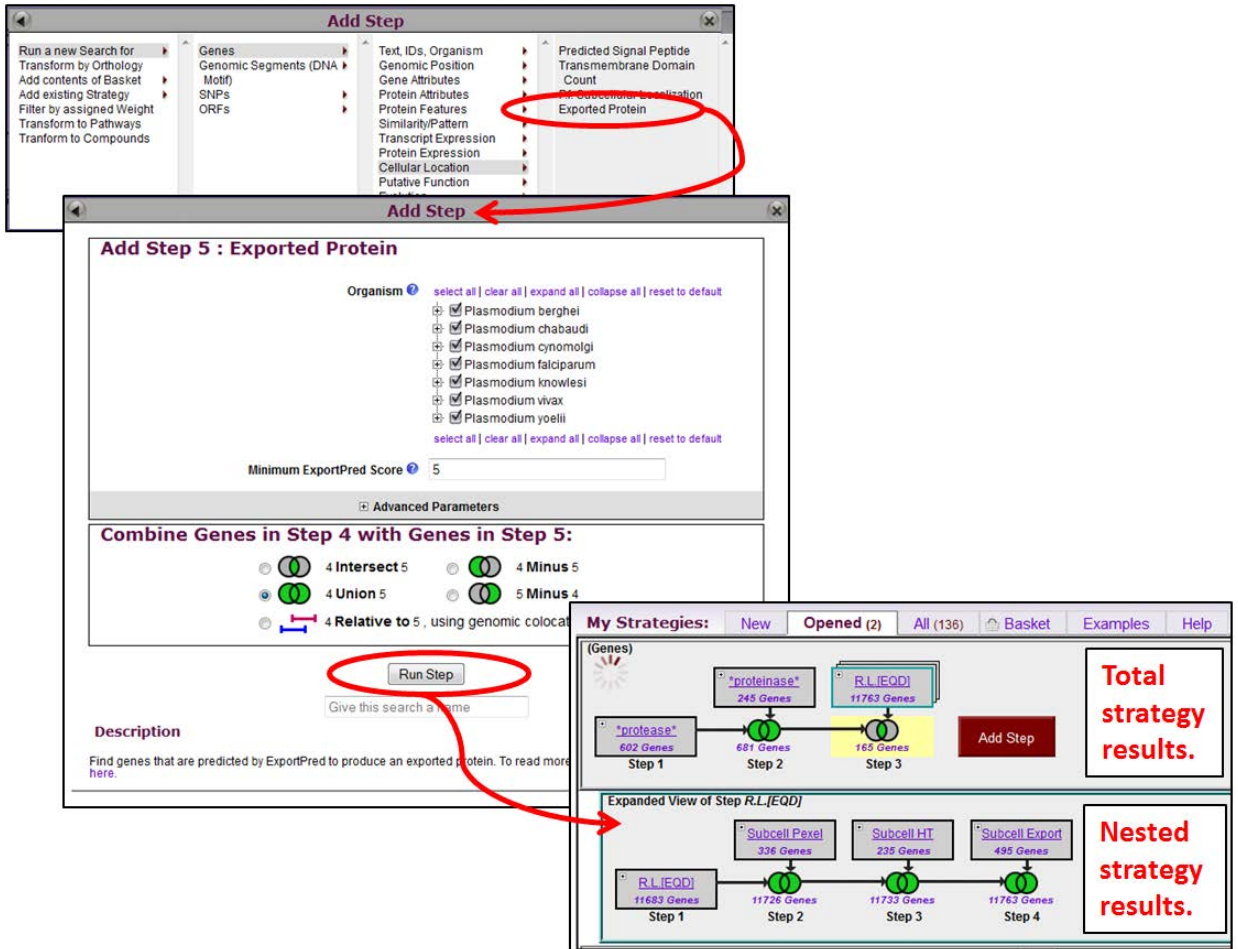 Add Step
Run a new Search for
Transform by Orthology
Add contents of Basket
Add existing Strategy
Filter by assigned Weight
Transform to Pathways
Tranform to Compounds
Genes
Genomic Segments (DNA
Motif)
SNPs
ORFs
Text, IDs, Organism
Genomic Position
Gene Attributes
Protein Attributes
Protein Features
Similarity/Pattern
Transcript Expression
Protein Expression
Cellular Location
Putative Function
Predicted Signal Peptide
Transmembrane Domain
Count
P.f. Subcellular Localization
Exported Protein
Add Step
Add Step 5 : Exported Protein
Organism
select all | clear all | expand all | collapse all | reset to default
Plasmodium berghei
Plasmodium chabaudi
Plasmodium cynomolgi
Plasmodium falciparum
Plasmodium knowlesi
Plasmodium vivax
Plasmodium yoelii
select all | clear all | expand all | collapse all | reset to default
Minimum ExportPred Score 5
Advanced Parameters
Combine Genes in Step 4 with Genes in Step 5:
4 Intersect 5 4 Minus 5
4 Union 5 5 Minus 4
4 Relative to 5 , using genomic colocat
Run Step
Give this search a name
Description
Find genes that are predicted by ExportPred to produce an exported protein. To read more
here.
My Strategies: New Opened (2) All (136) Basket Examples Help
(Genes)
*proteinase*
245 Genes
R.L.[EQD]
11763 Genes
*protease*
602 Genes
681 Genes
165 Genes
Step 1 Step 2 Step 3
Add Step
Total
strategy
results.
Expanded View of Step R.L.[EQD]
Subcell Pexel
336 Genes
Subcell HT
235 Genes
Subcell Export
495 Genes
R.L.[EQD]
11683 Genes
11726 Genes
11733 Genes
11763 Genes
Step 1 Step 2 Step 3 Step 4
Nested
strategy
results.